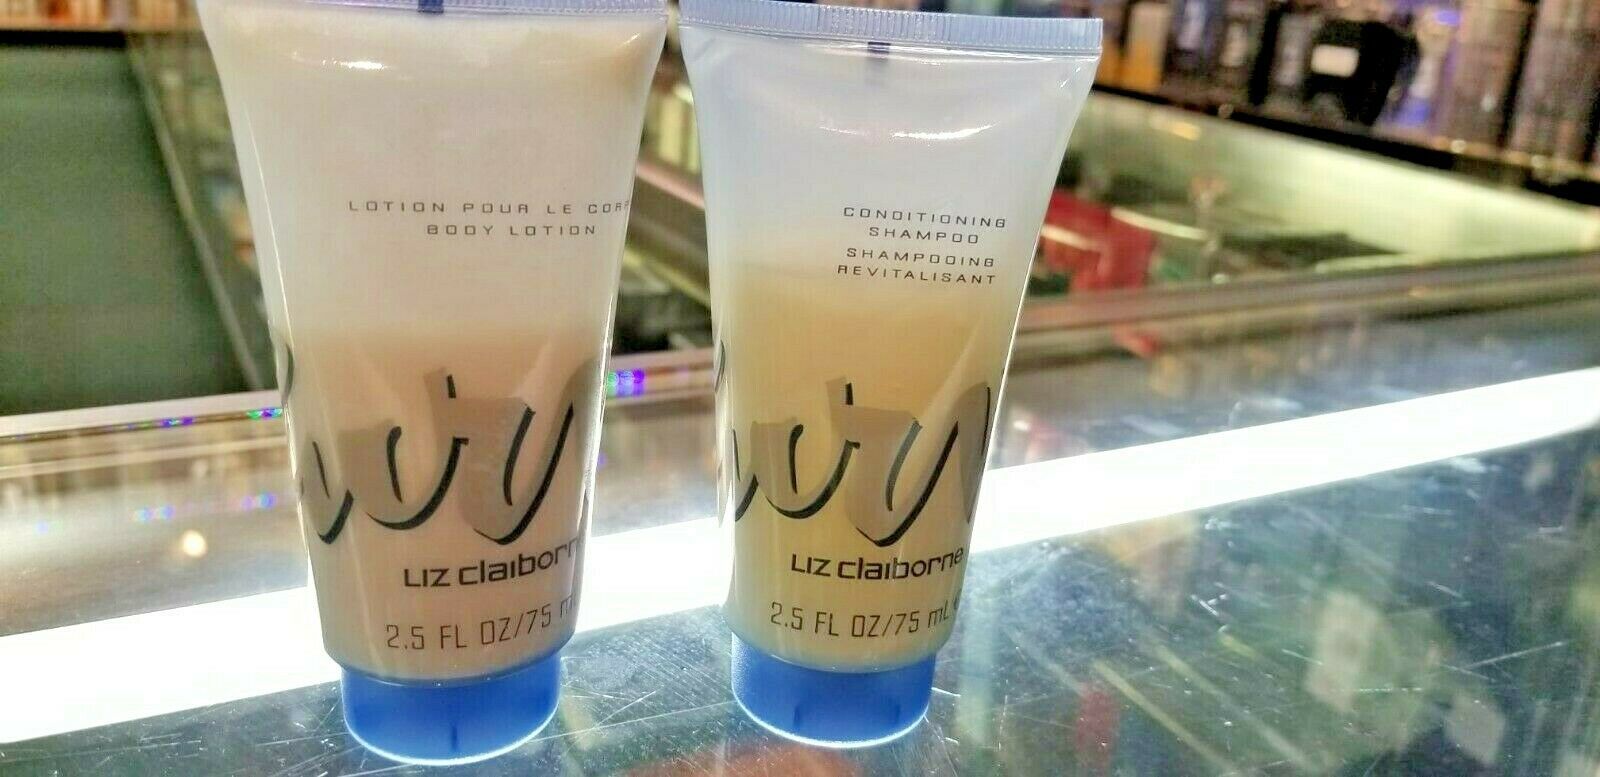 LOTION POUR LE CORP
BODY LOTION
LIZ claiborne
2.5 FL OZ/75 mL
CONDITIONING
SHAMPOO
SHAMPOOING
REVITALISANT
LIZ claiborne
2.5 FL OZ/75 mL